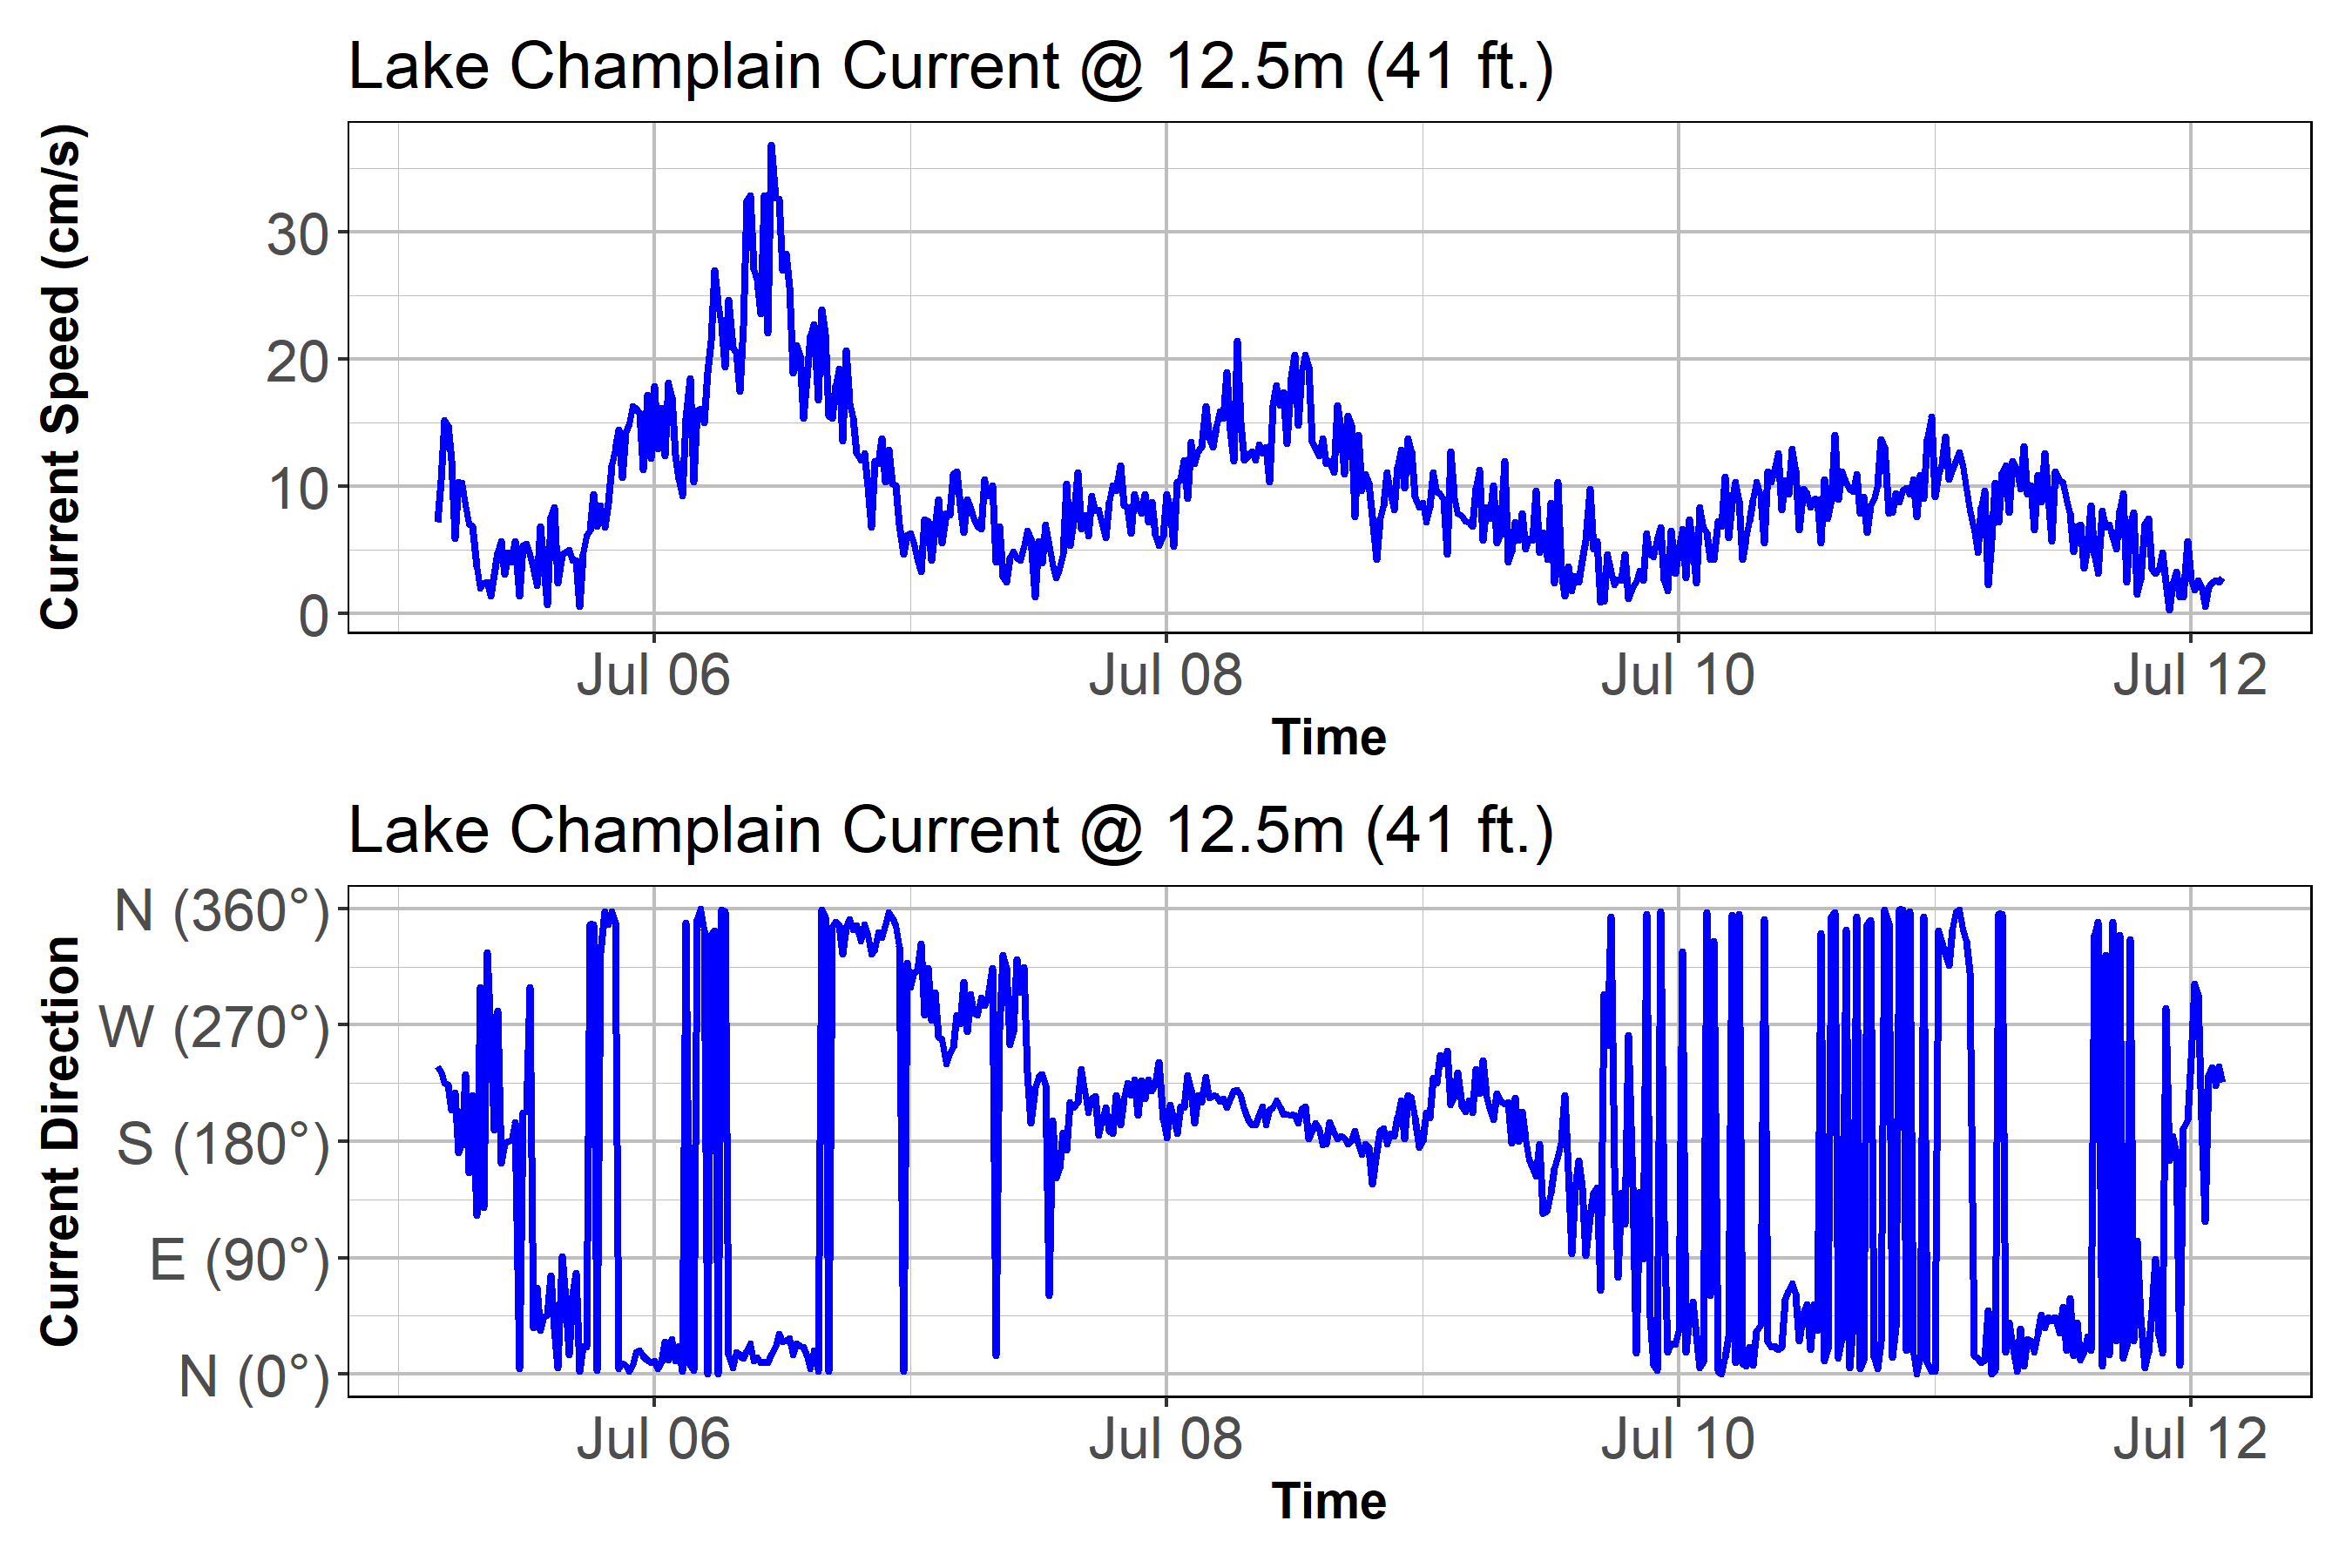 Lake Champlain Current @ 12.5m (41 ft.)
Current Speed (cm/s)
30
20
10
0
Jul 06 Jul 08 Jul 10 Jul 12
Time
Lake Champlain Current @ 12.5m (41 ft.)
Current Direction
N (360°)
W (270°)
S (180°)
E (90°)
N (0°)
Jul 06 Jul 08 Jul 10 Jul 12
Time